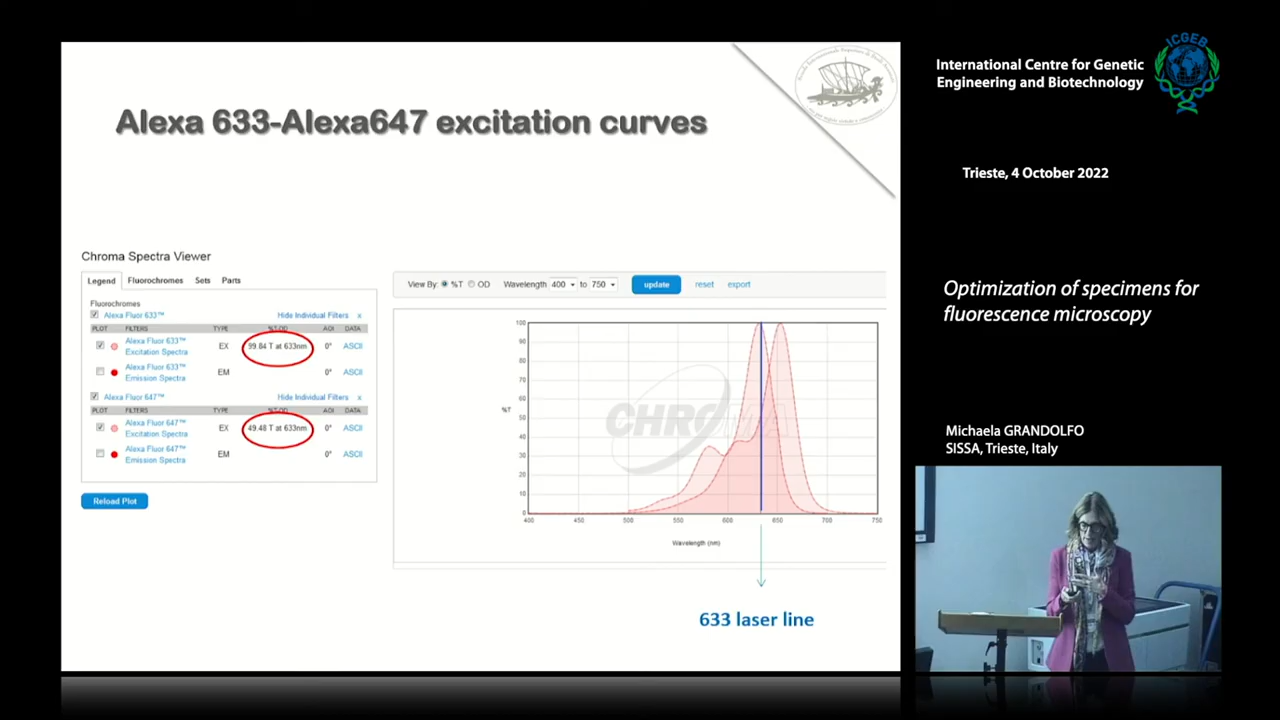 Alexa 633-Alexa647 excitation curves
Chroma Spectra Viewer
Legend Fluorochromes Sets Parts
Fluorochromes
Alexa Fluor 633™ Hide Individual Filters x
PLOT FILTERS TYPE %T-OD AOI DATA
Alexa Fluor 633™ Excitation Spectra EX 99.84 T at 633nm 0° ASCII
Alexa Fluor 633™ Emission Spectra EM 0° ASCII
Alexa Fluor 647™ Hide Individual Filters x
PLOT FILTERS TYPE %T-OD AOI DATA
Alexa Fluor 647™ Excitation Spectra EX 49.48 T at 633nm 0° ASCII
Alexa Fluor 647™ Emission Spectra EM 0° ASCII
Reload Plot
View By: %T OD Wavelength 400 to 750 update reset export
100
90
80
70
60
50
40
30
20
10
0
%T
CHROMA
400 450 500 550 600 650 700 750
Wavelength (nm)
633 laser line
International Centre for Genetic
Engineering and Biotechnology
ICGEB
Trieste, 4 October 2022
Optimization of specimens for
fluorescence microscopy
Michaela GRANDOLFO
SISSA, Trieste, Italy